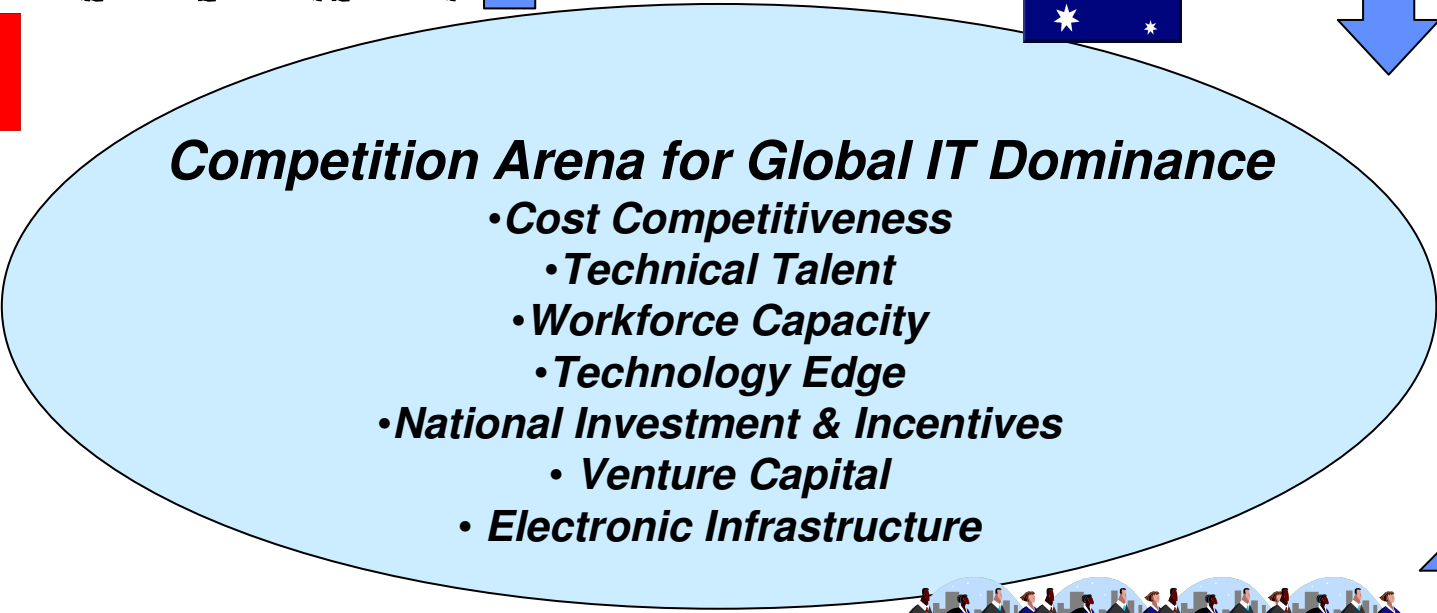 Competition Arena for Global IT Dominance
•Cost Competitiveness
•Technical Talent
•Workforce Capacity
•Technology Edge
•National Investment & Incentives
• Venture Capital
• Electronic Infrastructure